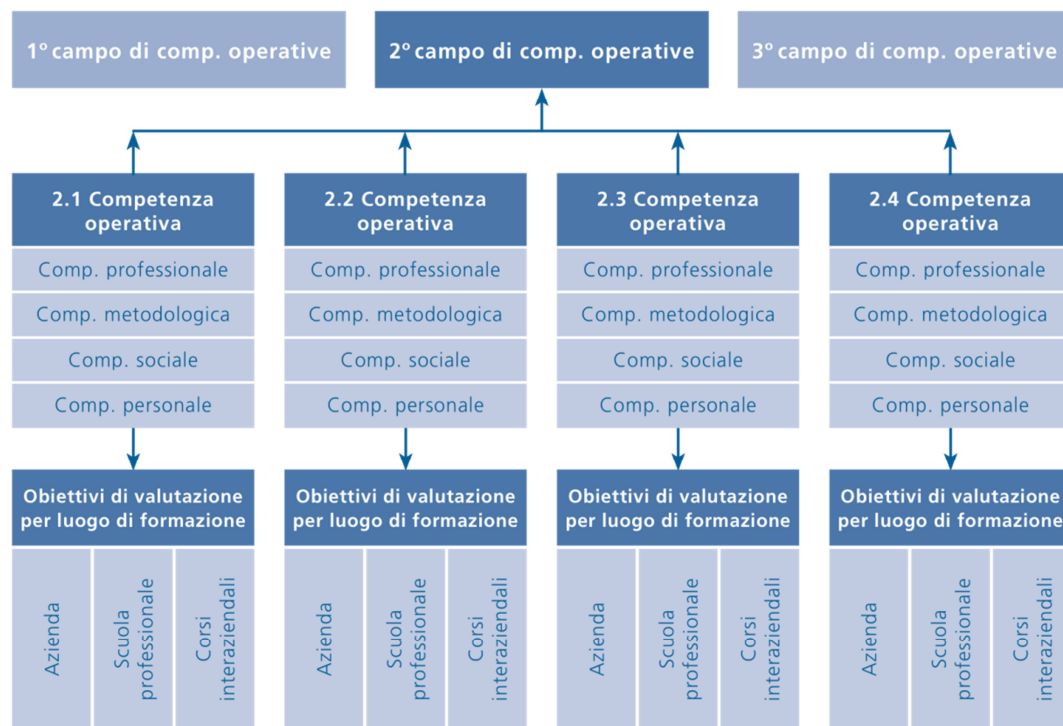 1º campo di comp. operative
2º campo di comp. operative
3º campo di comp. operative
2.1 Competenza
operativa
Comp. professionale
Comp. metodologica
Comp. sociale
Comp. personale
Obiettivi di valutazione
per luogo di formazione
Azienda
Scuola
professionale
Corsi
interaziendali
2.2 Competenza
operativa
Comp. professionale
Comp. metodologica
Comp. sociale
Comp. personale
Obiettivi di valutazione
per luogo di formazione
Azienda
Scuola
professionale
Corsi
interaziendali
2.3 Competenza
operativa
Comp. professionale
Comp. metodologica
Comp. sociale
Comp. personale
Obiettivi di valutazione
per luogo di formazione
Azienda
Scuola
professionale
Corsi
interaziendali
2.4 Competenza
operativa
Comp. professionale
Comp. metodologica
Comp. sociale
Comp. personale
Obiettivi di valutazione
per luogo di formazione
Azienda
Scuola
professionale
Corsi
interaziendali